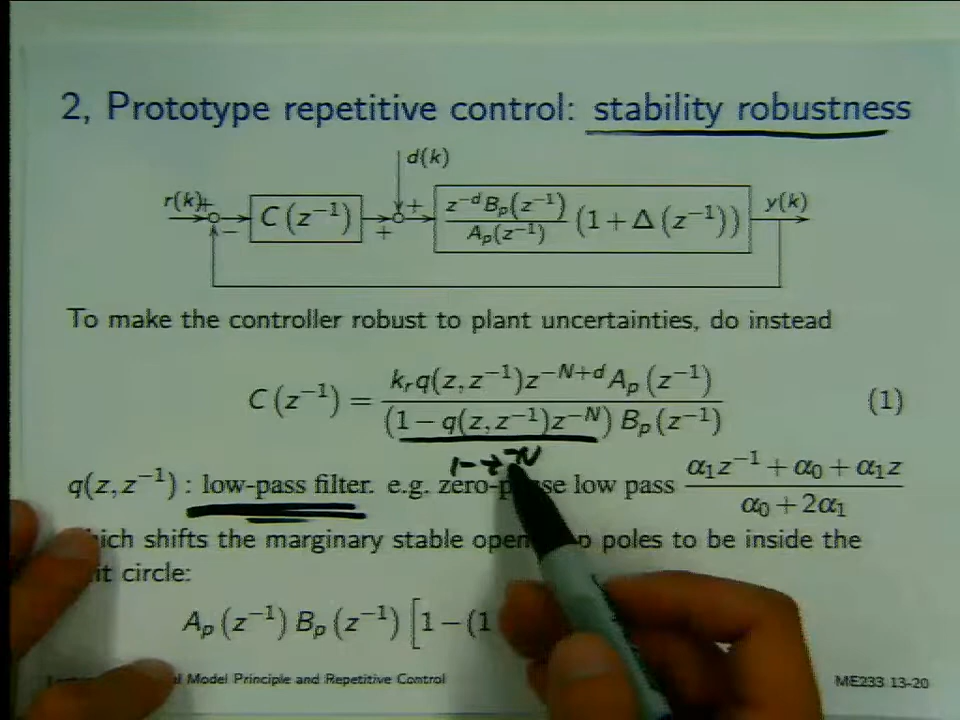 2, Prototype repetitive control: stability robustness
d(k)
r(k) + − C(z⁻¹) + + z⁻ᵈBₚ(z⁻¹) / Aₚ(z⁻¹) (1 + Δ(z⁻¹)) y(k)
To make the controller robust to plant uncertainties, do instead
C(z⁻¹) = kᵣq(z, z⁻¹)z⁻ᴺ⁺ᵈAₚ(z⁻¹) / (1 − q(z, z⁻¹)z⁻ᴺ) Bₚ(z⁻¹) (1)
1 − z⁻ᴺ
q(z, z⁻¹) : low-pass filter. e.g. zero-phase low pass α₁z⁻¹ + α₀ + α₁z / α₀ + 2α₁
shifts the marginary stable open poles to be inside the
circle:
Aₚ(z⁻¹) Bₚ(z⁻¹) [1 − (1
Model Principle and Repetitive Control
ME233 13-20